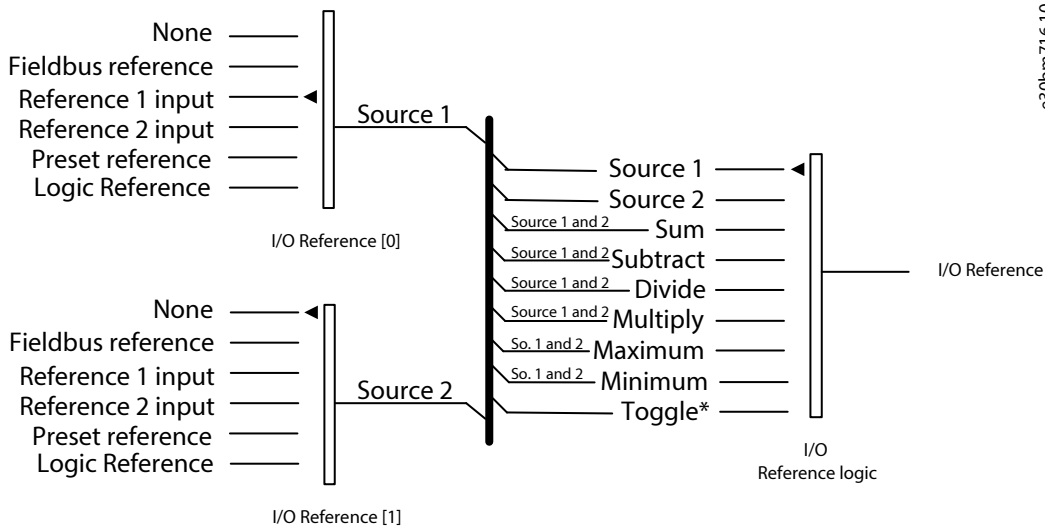 None
Fieldbus reference
Reference 1 input
Reference 2 input
Preset reference
Logic Reference
Source 1
I/O Reference [0]
None
Fieldbus reference
Reference 1 input
Reference 2 input
Preset reference
Logic Reference
Source 2
I/O Reference [1]
Source 1
Source 2
Source 1 and 2 Sum
Source 1 and 2 Subtract
Source 1 and 2 Divide
Source 1 and 2 Multiply
So. 1 and 2 Maximum
So. 1 and 2 Minimum
Toggle*
I/O
Reference logic
I/O Reference